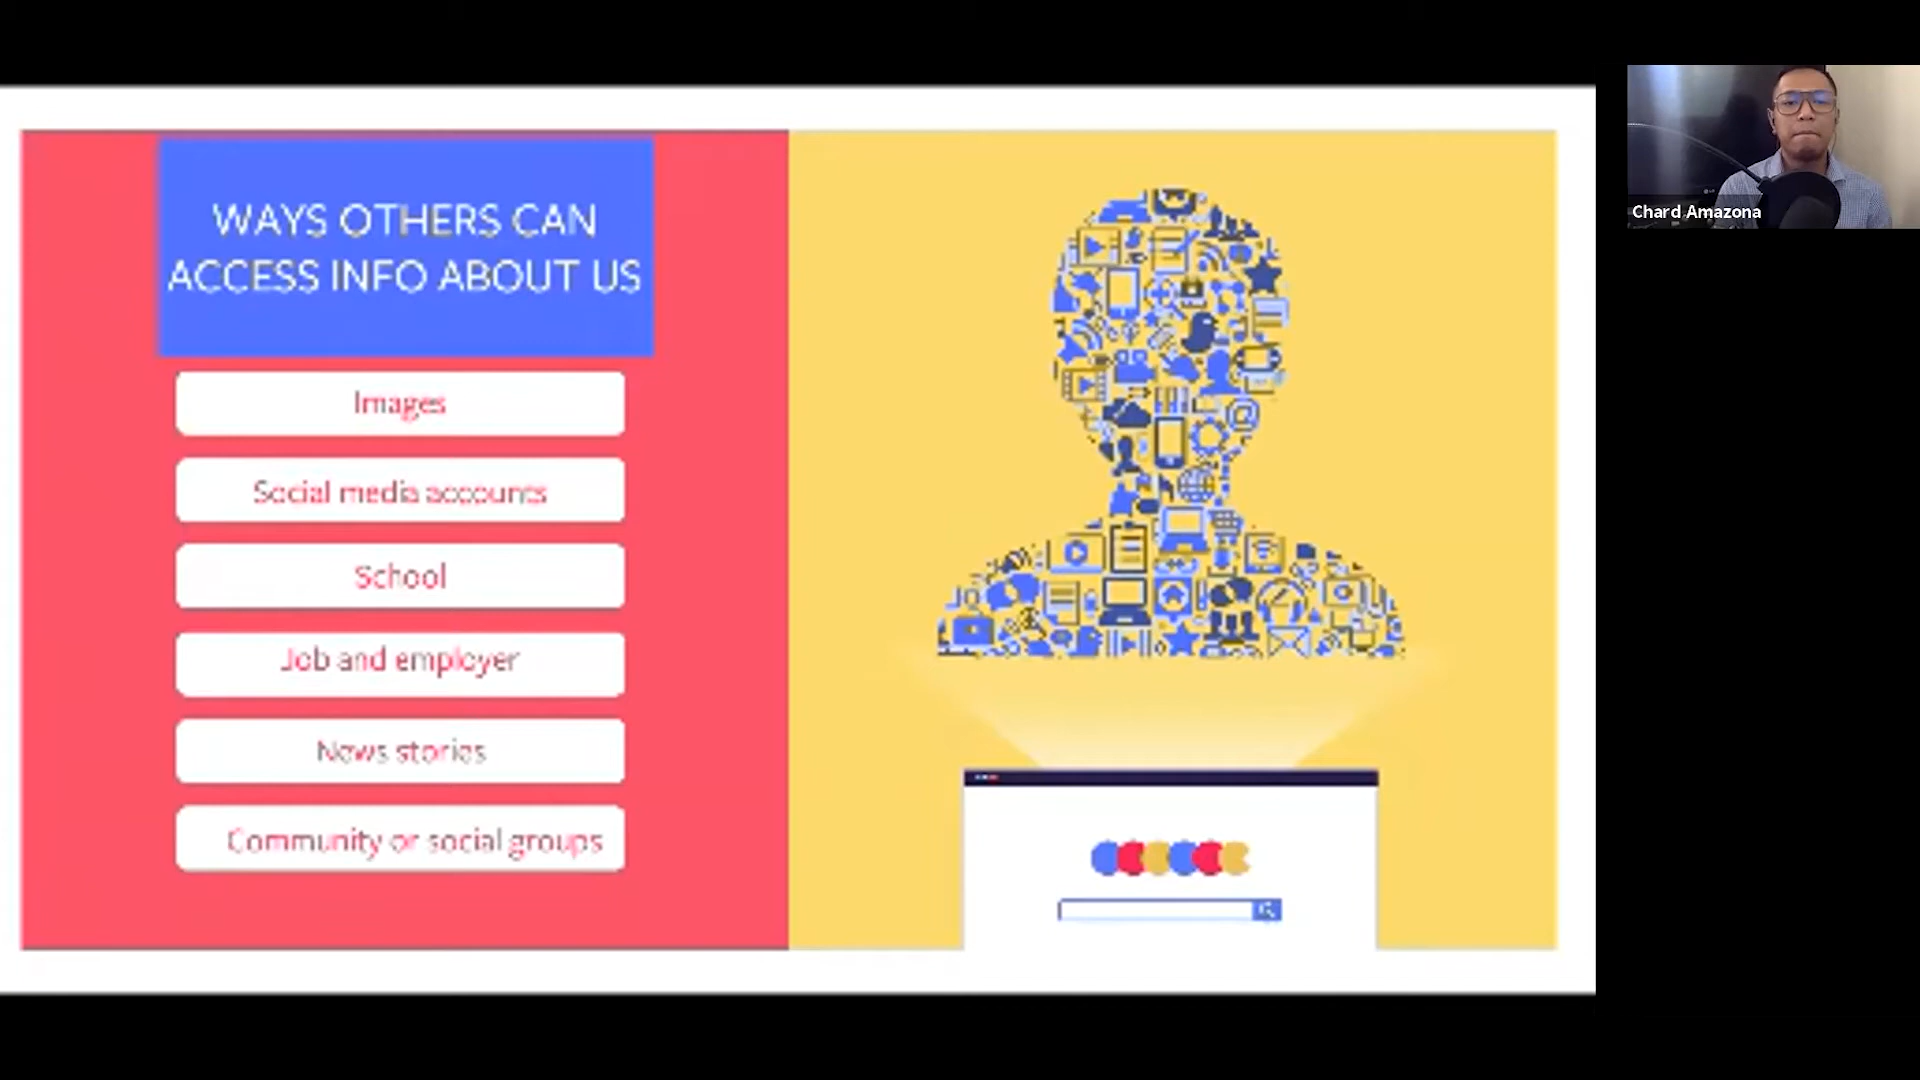 WAYS OTHERS CAN
ACCESS INFO ABOUT US
Images
Social media accounts
School
Job and employer
News stories
Community or social groups
Chard Amazona